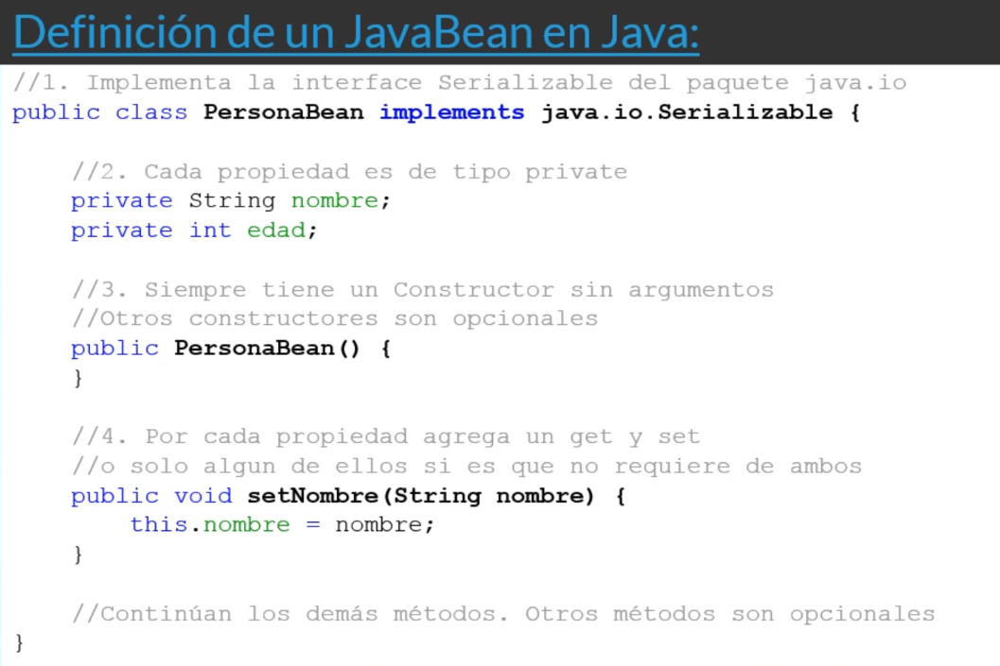 Definición de un JavaBean en Java:
//1. Implementa la interface Serializable del paquete java.io
public class PersonaBean implements java.io.Serializable {
//2. Cada propiedad es de tipo private
private String nombre;
private int edad;
//3. Siempre tiene un Constructor sin argumentos
//Otros constructores son opcionales
public PersonaBean() {
}
//4. Por cada propiedad agrega un get y set
//o solo algun de ellos si es que no requiere de ambos
public void setNombre(String nombre) {
this.nombre = nombre;
}
//Continúan los demás métodos. Otros métodos son opcionales
}